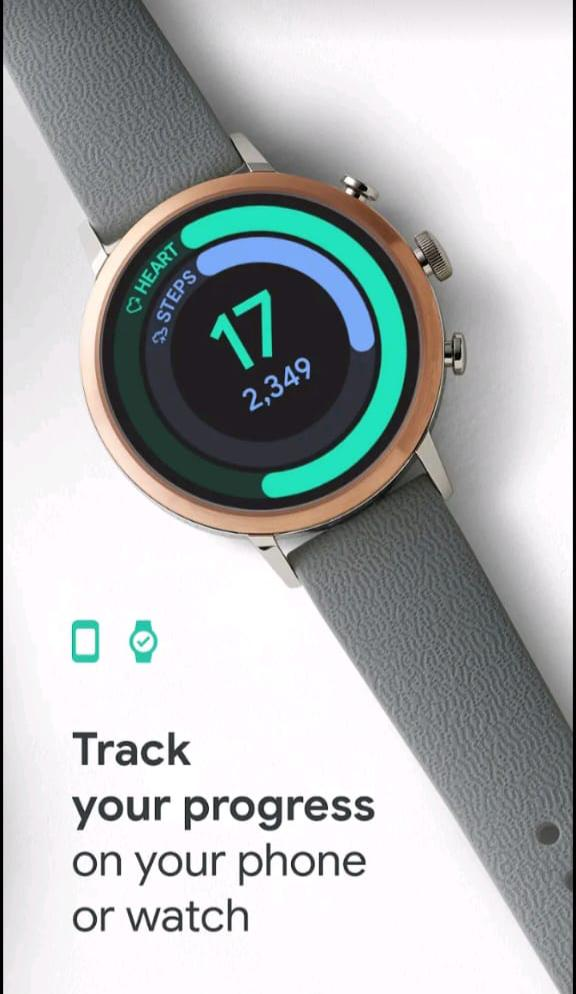 HEART
STEPS
17
2,349
Track
your progress
on your phone
or watch